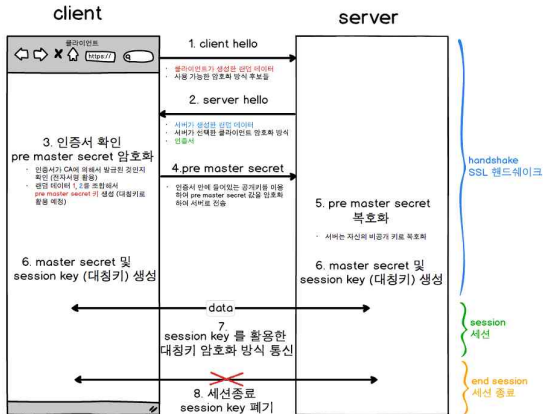 client
server
클라이언트
https://
1. client hello
· 클라이언트가 생성한 랜덤 데이터
· 사용 가능한 암호화 방식 후보들
2. server hello
· 서버가 생성한 랜덤 데이터
· 서버가 선택한 클라이언트 암호화 방식
· 인증서
3. 인증서 확인
pre master secret 암호화
· 인증서가 CA에 의해서 발급된 것인지
확인 (전자서명 활용)
· 랜덤 데이터 1, 2를 조합해서
pre master secret 키 생성 (대칭키로
활용 예정)
4.pre master secret
· 인증서 안에 들어있는 공개키를 이용
하여 pre master secret 값을 암호화
하여 서버로 전송
5. pre master secret
복호화
· 서버는 자신의 비공개 키로 복호화
6. master secret 및
session key (대칭키) 생성
6. master secret 및
session key (대칭키) 생성
handshake
SSL 핸드쉐이크
data
7.
session key 를 활용한
대칭키 암호화 방식 통신
session
세션
8. 세션종료
session key 폐기
end session
세션 종료